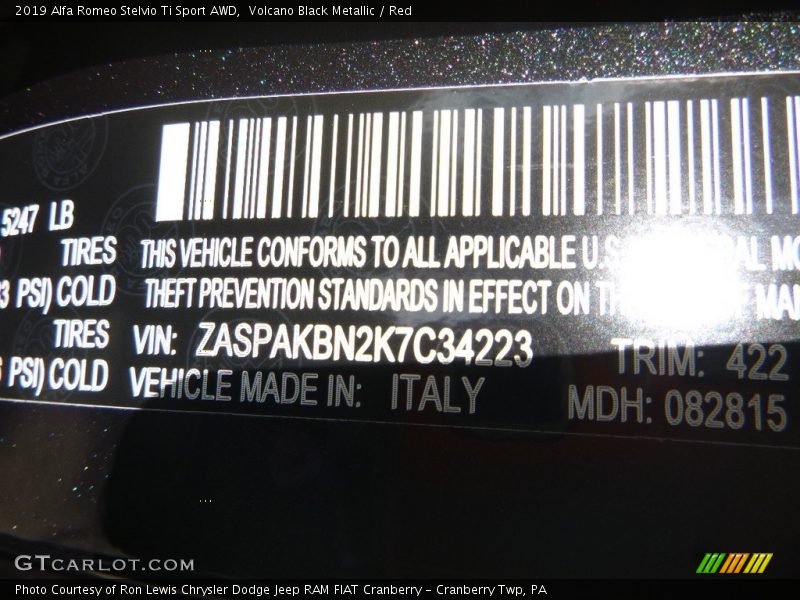 2019 Alfa Romeo Stelvio Ti Sport AWD, Volcano Black Metallic / Red
5247 LB
TIRES THIS VEHICLE CONFORMS TO ALL APPLICABLE U.S
PSI) COLD THEFT PREVENTION STANDARDS IN EFFECT ON
TIRES VIN: ZASPAKBN2K7C34223 TRIM: 422
PSI) COLD VEHICLE MADE IN: ITALY MDH: 082815
GTCARLOT.COM
Photo Courtesy of Ron Lewis Chrysler Dodge Jeep RAM FIAT Cranberry – Cranberry Twp, PA